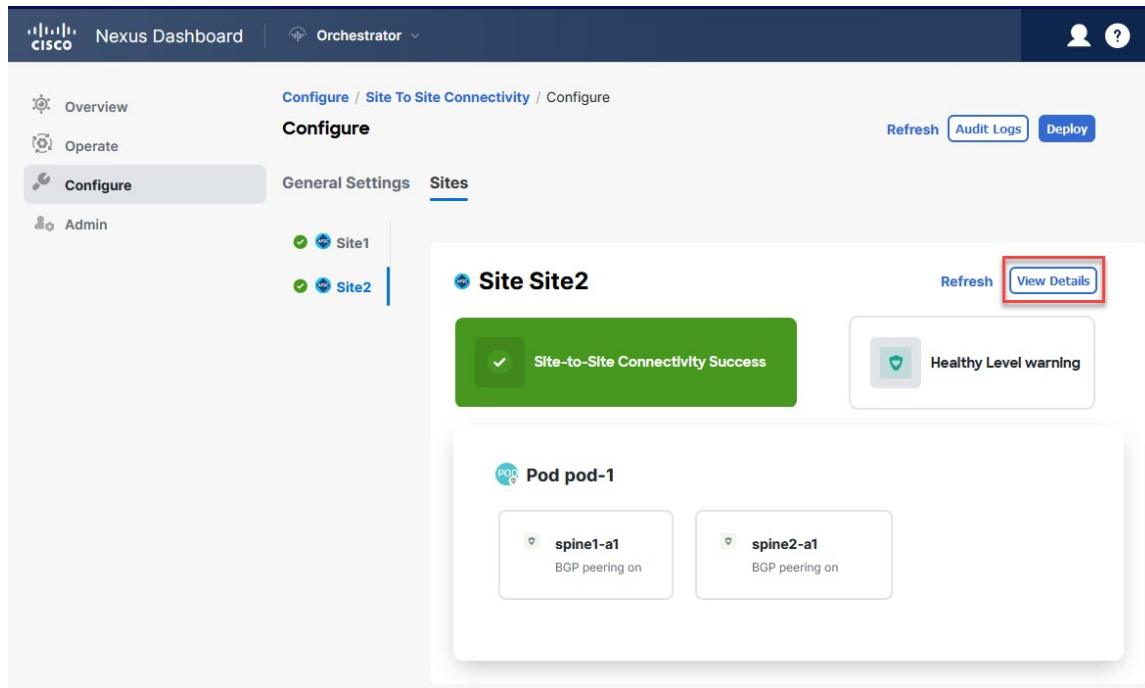 CISCO Nexus Dashboard Orchestrator ?
Overview
Operate
Configure
Admin
Configure / Site To Site Connectivity / Configure
Configure
Refresh Audit Logs Deploy
General Settings Sites
Site1
Site2
Site Site2
Refresh View Details
Site-to-Site Connectivity Success
Healthy Level warning
POD Pod pod-1
spine1-a1
BGP peering on
spine2-a1
BGP peering on